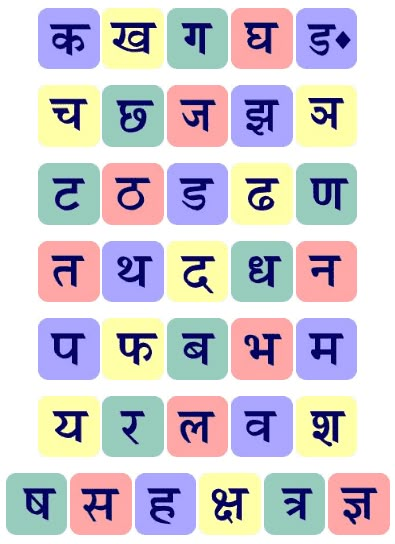 क ख ग घ ङ
च छ ज झ ञ
ट ठ ड ढ ण
त थ द ध न
प फ ब भ म
य र ल व श
ष स ह क्ष त्र ज्ञ